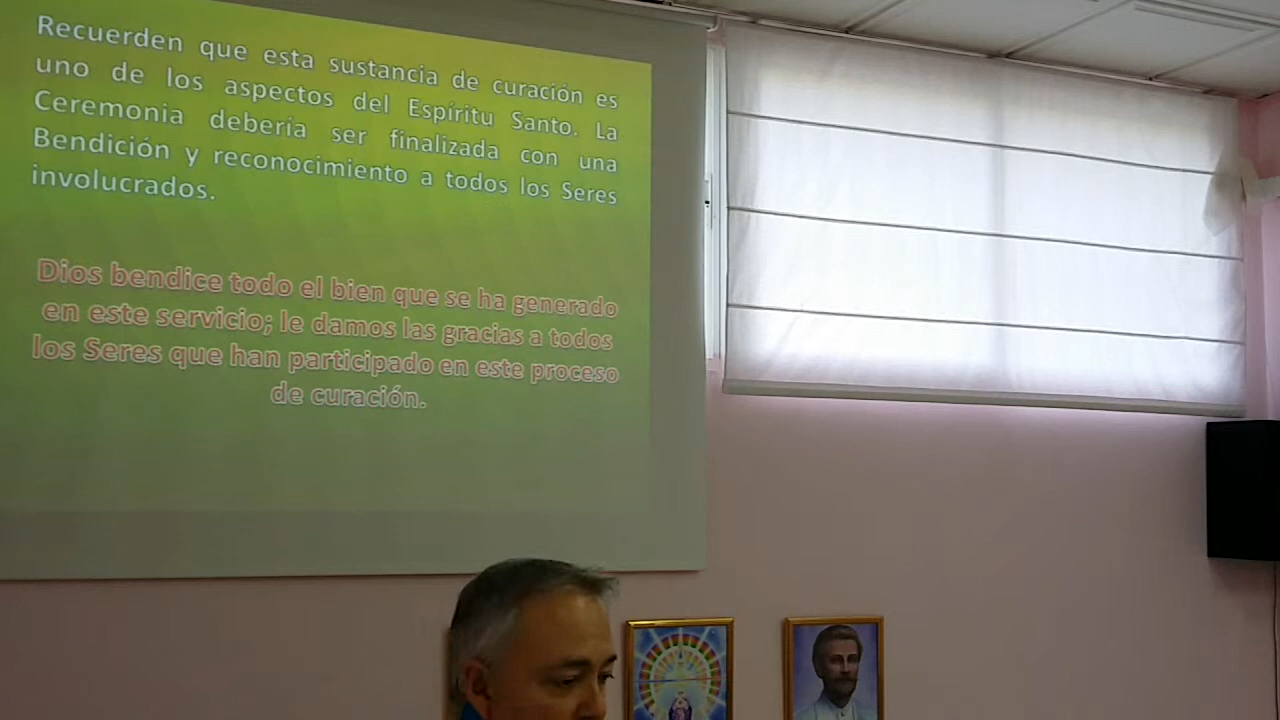 Recuerden que esta sustancia de curación es
uno de los aspectos del Espíritu Santo. La
Ceremonia debería ser finalizada con una
Bendición y reconocimiento a todos los Seres
involucrados.
Dios bendice todo el bien que se ha generado
en este servicio; le damos las gracias a todos
los Seres que han participado en este proceso
de curación.